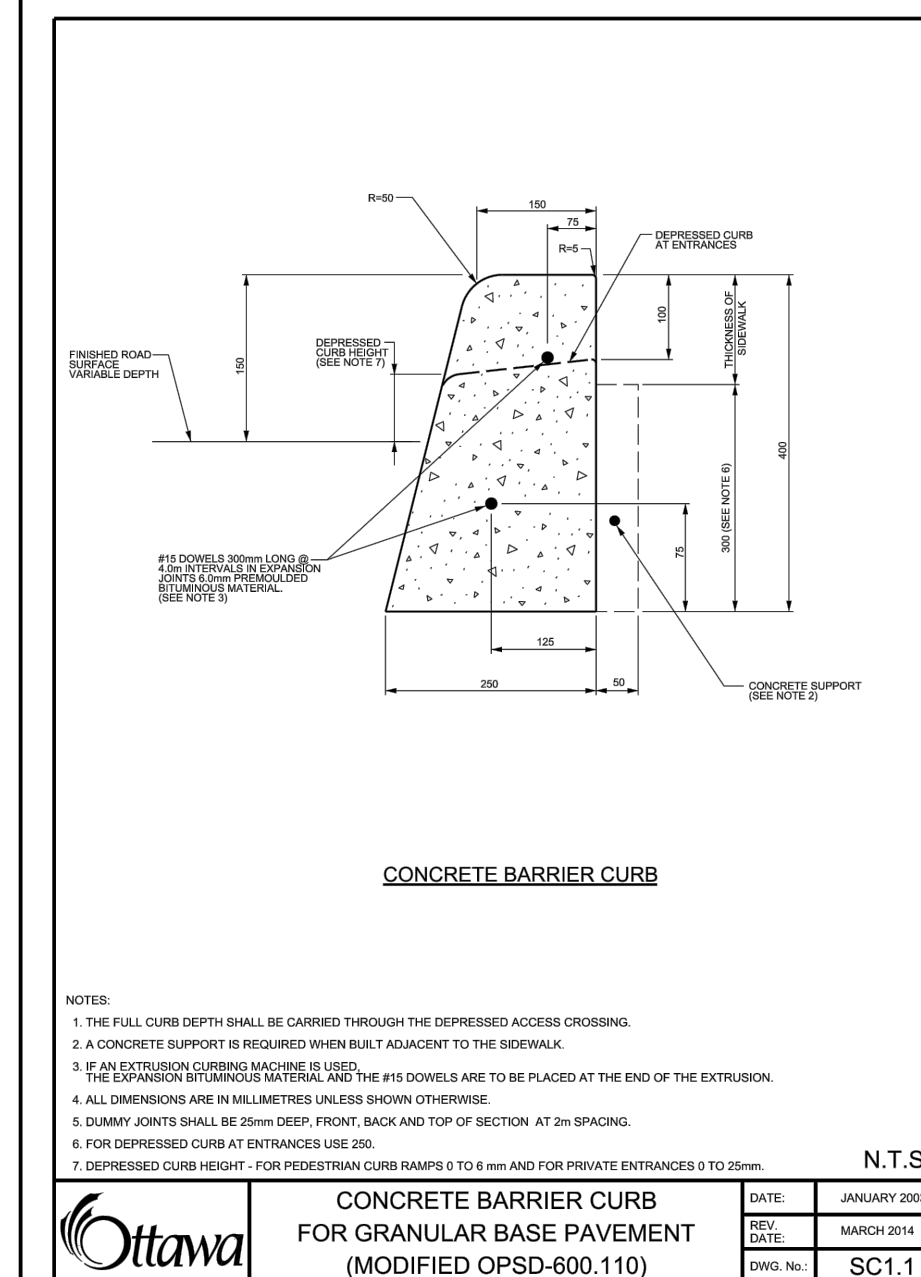 R=50
150
75
R=5
DEPRESSED CURB
AT ENTRANCES
100
THICKNESS OF
SIDEWALK
150
DEPRESSED
CURB HEIGHT
(SEE NOTE 7)
FINISHED ROAD
SURFACE
VARIABLE DEPTH
400
300 (SEE NOTE 6)
75
#15 DOWELS 300mm LONG @
4.0m INTERVALS IN EXPANSION
JOINTS 6.0mm PREMOULDED
BITUMINOUS MATERIAL.
(SEE NOTE 3)
125
250
50
CONCRETE SUPPORT
(SEE NOTE 2)
CONCRETE BARRIER CURB
NOTES:
1. THE FULL CURB DEPTH SHALL BE CARRIED THROUGH THE DEPRESSED ACCESS CROSSING.
2. A CONCRETE SUPPORT IS REQUIRED WHEN BUILT ADJACENT TO THE SIDEWALK.
3. IF AN EXTRUSION CURBING MACHINE IS USED,
THE EXPANSION BITUMINOUS MATERIAL AND THE #15 DOWELS ARE TO BE PLACED AT THE END OF THE EXTRUSION.
4. ALL DIMENSIONS ARE IN MILLIMETRES UNLESS SHOWN OTHERWISE.
5. DUMMY JOINTS SHALL BE 25mm DEEP, FRONT, BACK AND TOP OF SECTION AT 2m SPACING.
6. FOR DEPRESSED CURB AT ENTRANCES USE 250.
7. DEPRESSED CURB HEIGHT - FOR PEDESTRIAN CURB RAMPS 0 TO 6 mm AND FOR PRIVATE ENTRANCES 0 TO 25mm.
N.T.S
Ottawa
CONCRETE BARRIER CURB
FOR GRANULAR BASE PAVEMENT
(MODIFIED OPSD-600.110)
DATE:
JANUARY
REV.
DATE:
MARCH 2014
DWG. No.:
SC1.1